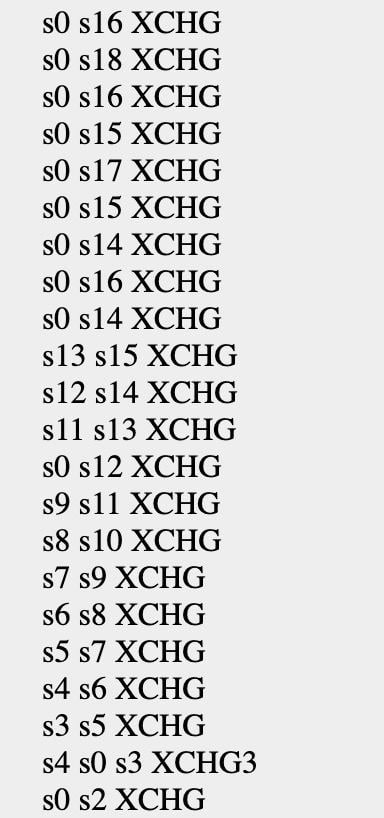 s0 s16 XCHG
s0 s18 XCHG
s0 s16 XCHG
s0 s15 XCHG
s0 s17 XCHG
s0 s15 XCHG
s0 s14 XCHG
s0 s16 XCHG
s0 s14 XCHG
s13 s15 XCHG
s12 s14 XCHG
s11 s13 XCHG
s0 s12 XCHG
s9 s11 XCHG
s8 s10 XCHG
s7 s9 XCHG
s6 s8 XCHG
s5 s7 XCHG
s4 s6 XCHG
s3 s5 XCHG
s4 s0 s3 XCHG3
s0 s2 XCHG